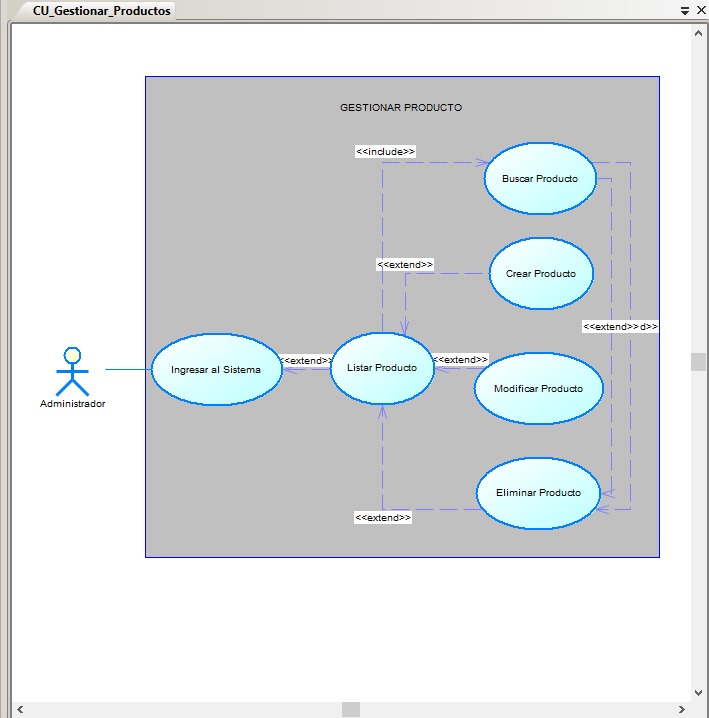 CU_Gestionar_Productos
GESTIONAR PRODUCTO
<<include>>
Buscar Producto
<<extend>>
Crear Producto
<<extend>>d>>
Ingresar al Sistema
<<extend>>
Listar Producto
<<extend>>
Modificar Producto
Administrador
Eliminar Producto
<<extend>>